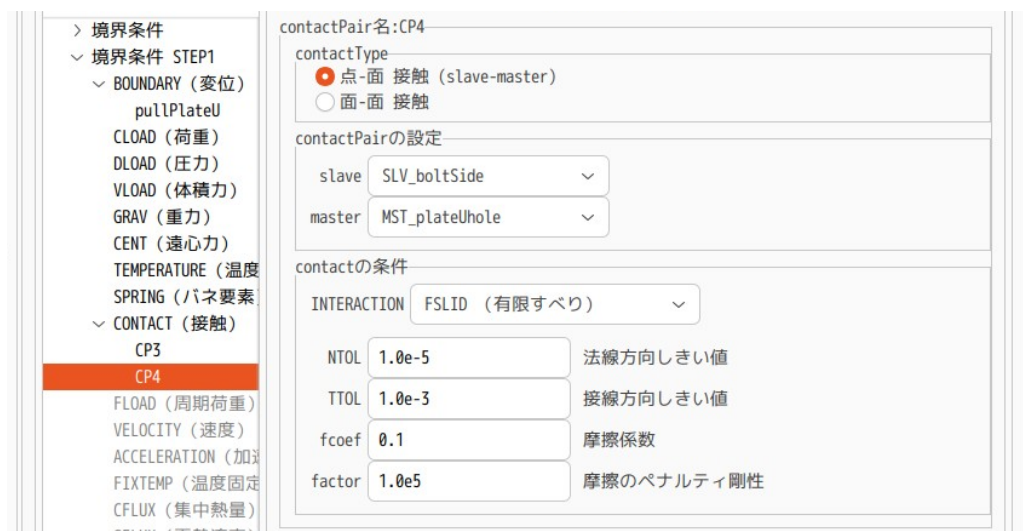 境界条件
境界条件 STEP1
BOUNDARY (変位)
pullPlateU
CLOAD (荷重)
DLOAD (圧力)
VLOAD (体積力)
GRAV (重力)
CENT (遠心力)
TEMPERATURE (温度
SPRING (バネ要素
CONTACT (接触)
CP3
CP4
FLOAD (周期荷重)
VELOCITY (速度)
ACCELERATION (加速
FIXTEMP (温度固定
CFLUX (集中熱量)
contactPair名:CP4
contactType
点-面 接触 (slave-master)
面-面 接触
contactPairの設定
slave SLV_boltSide
master MST_plateUhole
contactの条件
INTERACTION FSLID (有限すべり)
NTOL 1.0e-5 法線方向しきい値
TTOL 1.0e-3 接線方向しきい値
fcoef 0.1 摩擦係数
factor 1.0e5 摩擦のペナルティ剛性